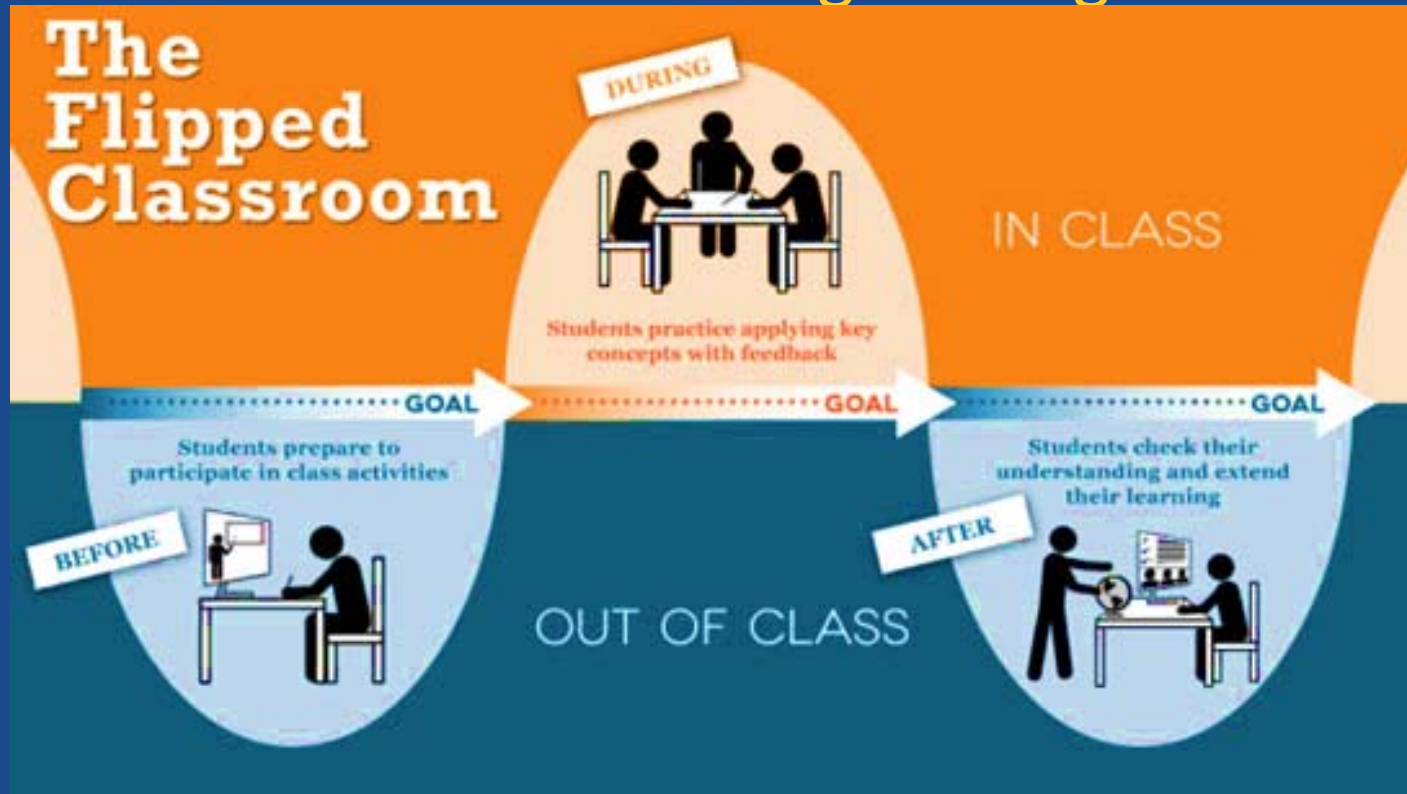 The
Flipped
Classroom
DURING
IN CLASS
Students practice applying key
concepts with feedback
GOAL
GOAL
GOAL
Students prepare to
participate in class activities
BEFORE
OUT OF CLASS
Students check their
understanding and extend
their learning
AFTER